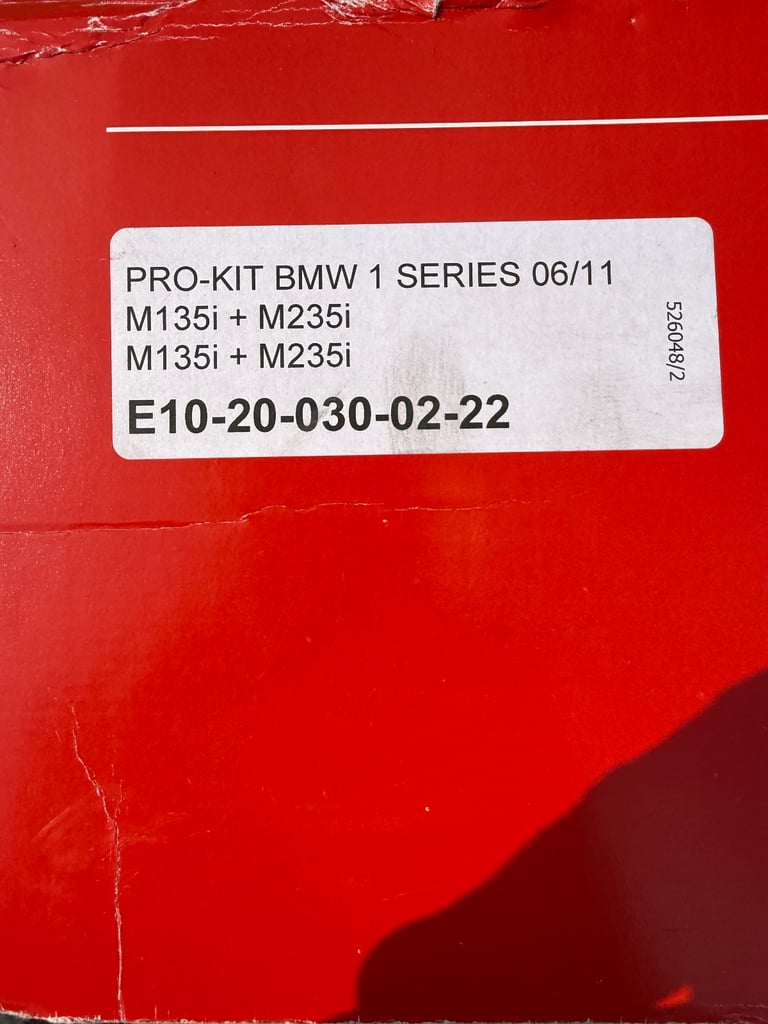 PRO-KIT BMW 1 SERIES 06/11
M135i + M235i
M135i + M235i
E10-20-030-02-22
526048/2